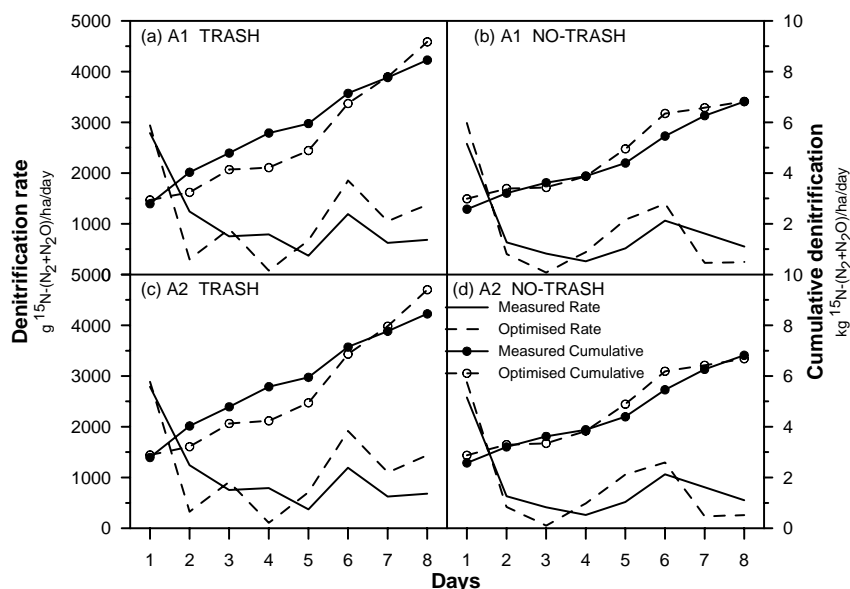 (a) A1 TRASH
(b) A1 NO-TRASH
5000
4000
3000
2000
1000
0
10
8
6
4
2
0
Denitrification rate
g ¹⁵N-(N₂+N₂O)/ha/day
Cumulative denitrification
kg ¹⁵N-(N₂+N₂O)/ha/day
(c) A2 TRASH
(d) A2 NO-TRASH
Measured Rate
Optimised Rate
Measured Cumulative
Optimised Cumulative
5000
4000
3000
2000
1000
0
10
8
6
4
2
0
1 2 3 4 5 6 7 8
1 2 3 4 5 6 7 8
Days